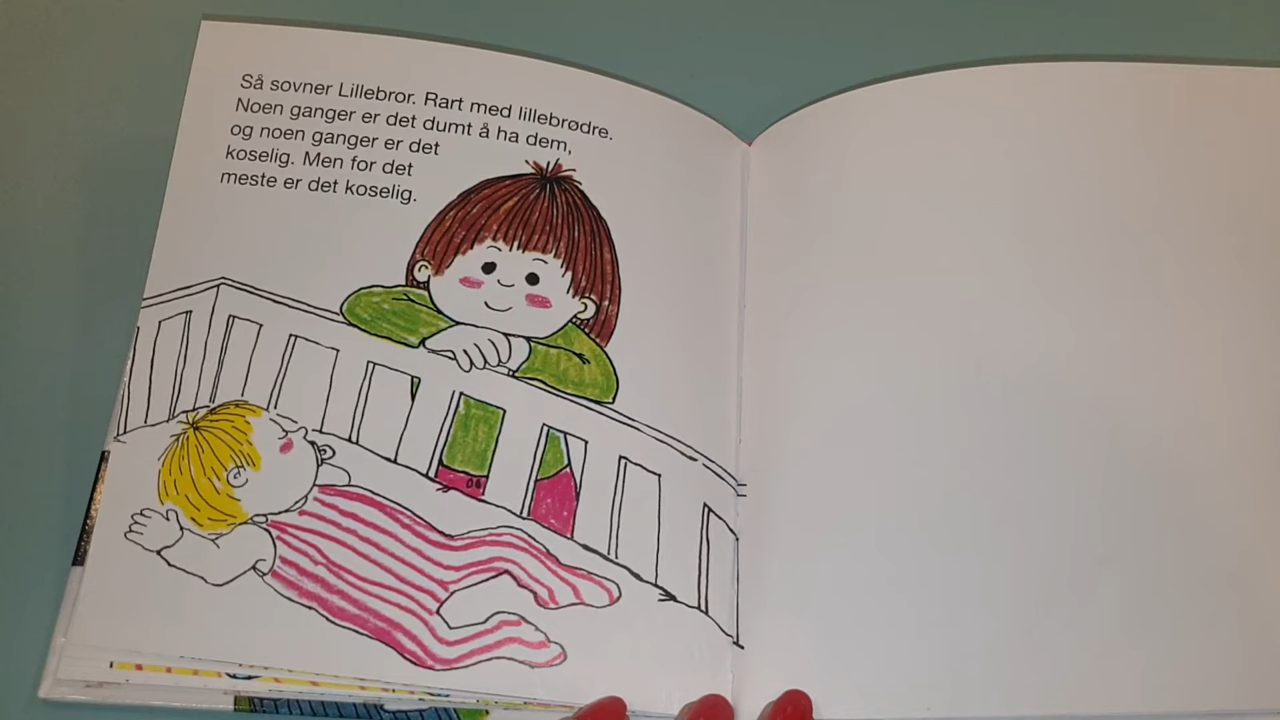 Så sovner Lillebror. Rart med lillebrødre.
Noen ganger er det dumt å ha dem,
og noen ganger er det
koselig. Men for det
meste er det koselig.